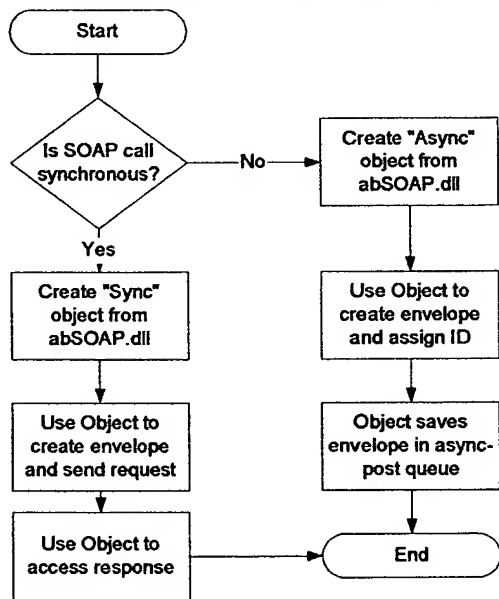 Start
Is SOAP call
synchronous?
No
Create "Async"
object from
abSOAP.dll
Yes
Create "Sync"
object from
abSOAP.dll
Use Object to
create envelope
and assign ID
Use Object to
create envelope
and send request
Object saves
envelope in async-
post queue
Use Object to
access response
End